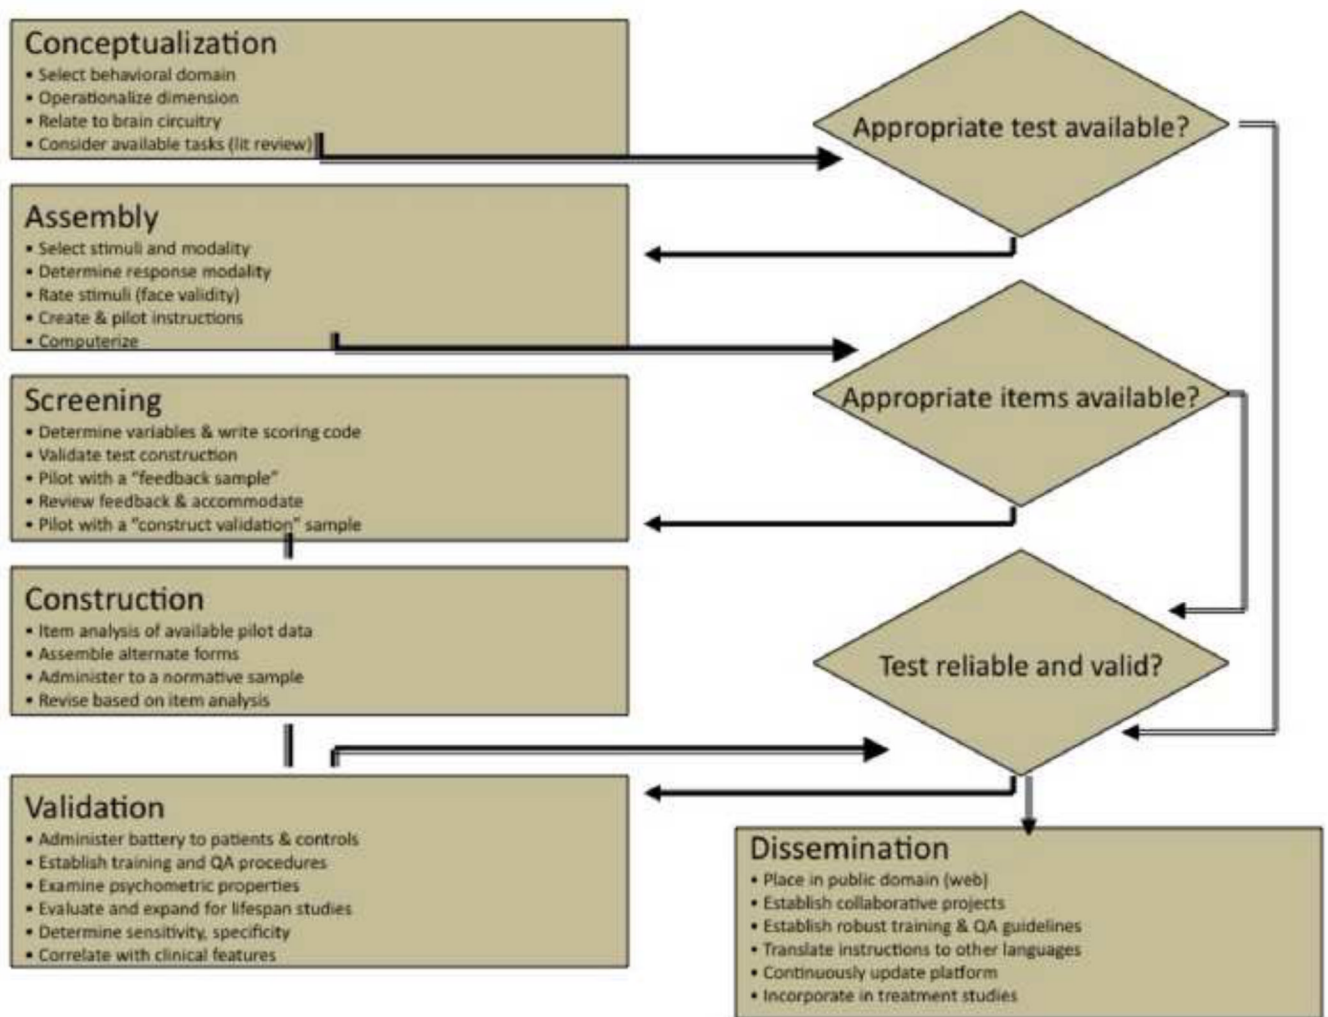 Conceptualization
▪ Select behavioral domain
▪ Operationalize dimension
▪ Relate to brain circuitry
▪ Consider available tasks (lit review)
Appropriate test available?
Assembly
▪ Select stimuli and modality
▪ Determine response modality
▪ Rate stimuli (face validity)
▪ Create & pilot instructions
▪ Computerize
Appropriate items available?
Screening
▪ Determine variables & write scoring code
▪ Validate test construction
▪ Pilot with a “feedback sample”
▪ Review feedback & accommodate
▪ Pilot with a “construct validation” sample
Construction
▪ Item analysis of available pilot data
▪ Assemble alternate forms
▪ Administer to a normative sample
▪ Revise based on item analysis
Test reliable and valid?
Validation
▪ Administer battery to patients & controls
▪ Establish training and QA procedures
▪ Examine psychometric properties
▪ Evaluate and expand for lifespan studies
▪ Determine sensitivity, specificity
▪ Correlate with clinical features
Dissemination
▪ Place in public domain (web)
▪ Establish collaborative projects
▪ Establish robust training & QA guidelines
▪ Translate instructions to other languages
▪ Continuously update platform
▪ Incorporate in treatment studies